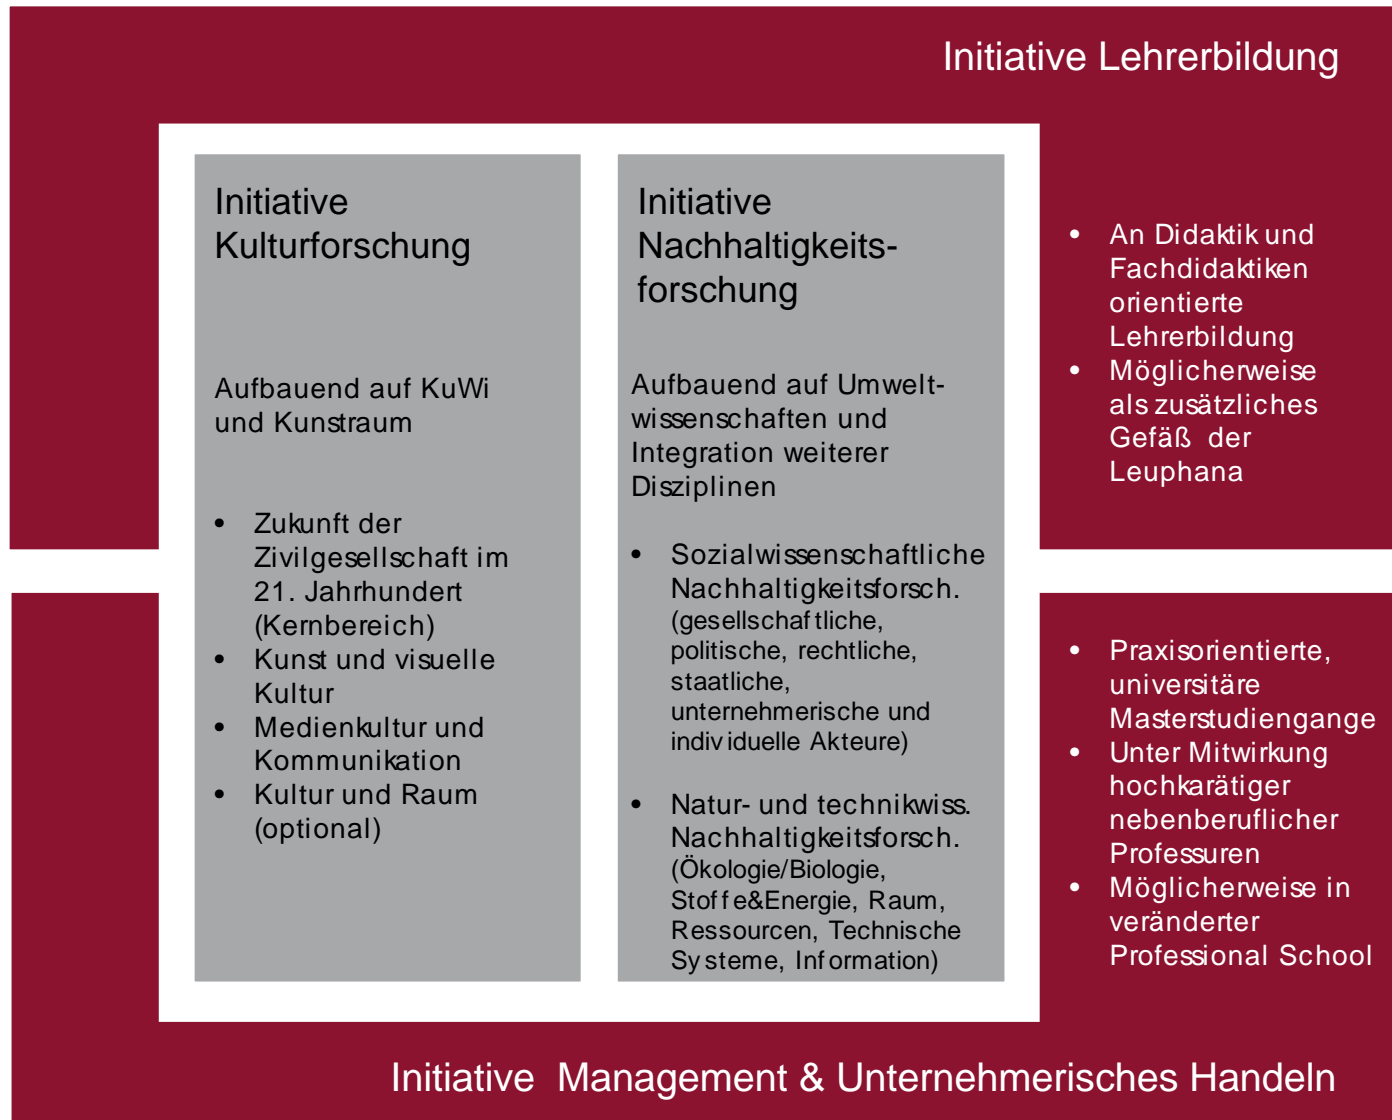 Initiative Lehrerbildung
Initiative
Kulturforschung
Aufbauend auf KuWi
und Kunstraum
• Zukunft der
Zivilgesellschaft im
21. Jahrhundert
(Kernbereich)
• Kunst und visuelle
Kultur
• Medienkultur und
Kommunikation
• Kultur und Raum
(optional)
Initiative
Nachhaltigkeits-
forschung
Aufbauend auf Umwelt-
wissenschaften und
Integration weiterer
Disziplinen
• Sozialwissenschaftliche
Nachhaltigkeitsforsch.
(gesellschaftliche,
politische, rechtliche,
staatliche,
unternehmerische und
individuelle Akteure)
• Natur- und technikwiss.
Nachhaltigkeitsforsch.
(Ökologie/Biologie,
Stoffe&Energie, Raum,
Ressourcen, Technische
Systeme, Information)
• An Didaktik und
Fachdidaktiken
orientierte
Lehrerbildung
• Möglicherweise
als zusätzliches
Gefäß der
Leuphana
• Praxisorientierte,
universitäre
Masterstudiengange
• Unter Mitwirkung
hochkarätiger
nebenberuflicher
Professuren
• Möglicherweise in
veränderter
Professional School
Initiative Management & Unternehmerisches Handeln